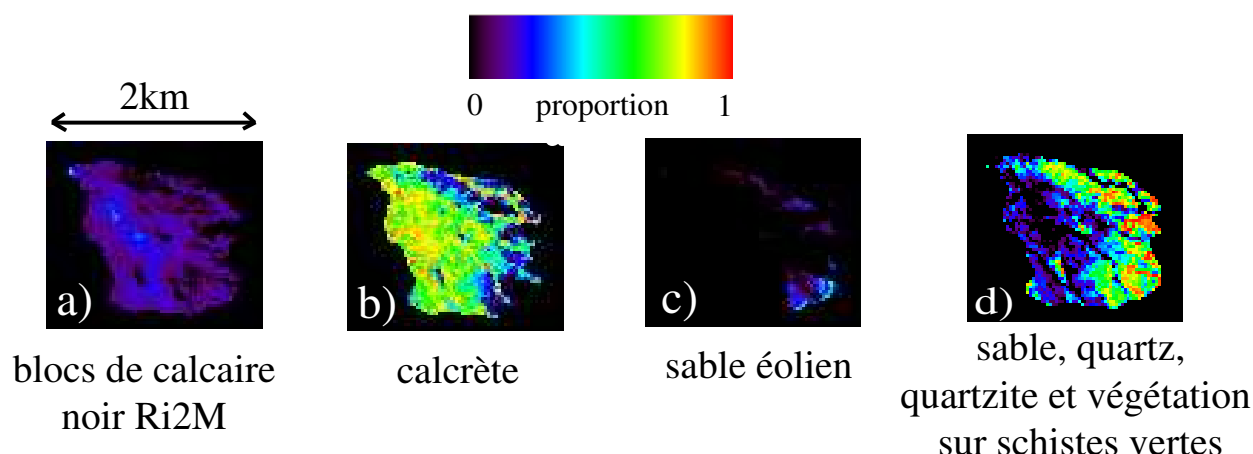 0 proportion 1
2km
a)
b)
c)
d)
blocs de calcaire
noir Ri2M
calcrète
sable éolien
sable, quartz,
quartzite et végétation
sur schistes vertes